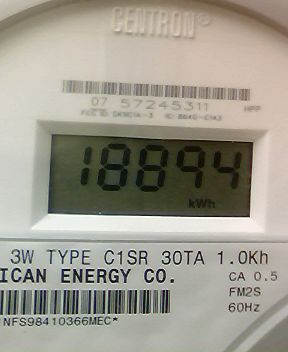 CENTRON®
07 57245311
HPP
18894
kWh
3W TYPE C1SR 30TA 1.0Kh
ICAN ENERGY CO.
CA 0.5
FM2S
60Hz
NFS98410366MEC*